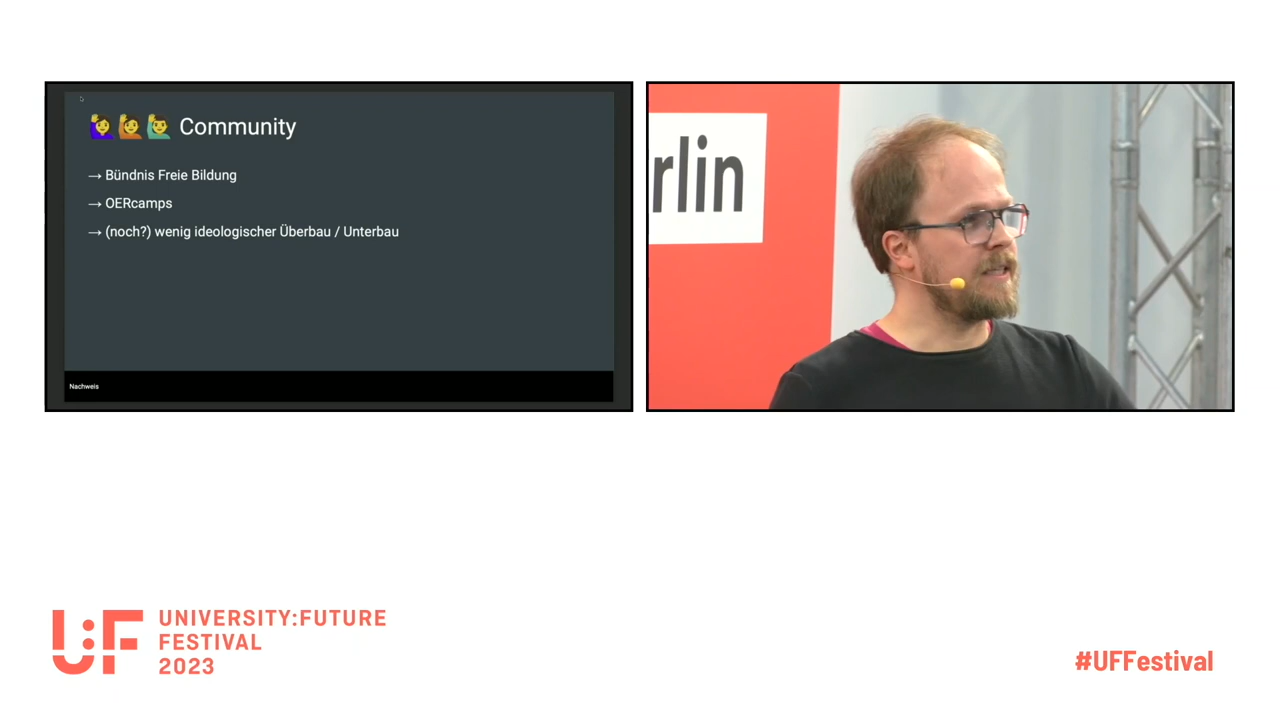 🙋‍♀️🙋🙋‍♂️ Community
→ Bündnis Freie Bildung
→ OERcamps
→ (noch?) wenig ideologischer Überbau / Unterbau
Nachweis
rlin
U:F
UNIVERSITY:FUTURE
FESTIVAL
2023
#UFFestival